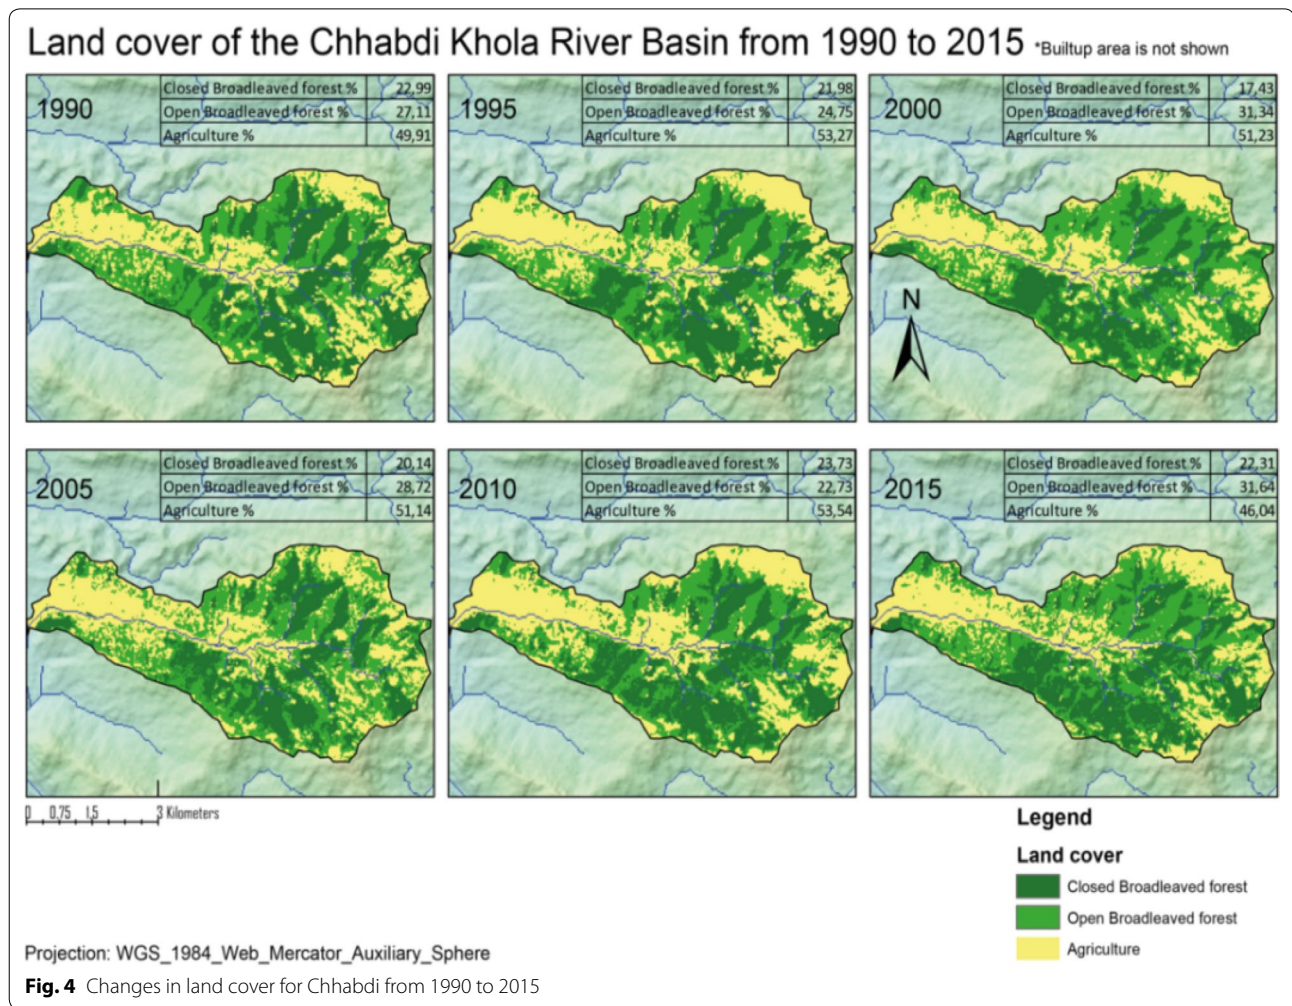 Land cover of the Chhabdi Khola River Basin from 1990 to 2015 *Builtup area is not shown
1990
Closed Broadleaved forest % 22,99
Open Broadleaved forest % 27,11
Agriculture % 49,91
1995
Closed Broadleaved forest % 21,98
Open Broadleaved forest % 24,75
Agriculture % 53,27
2000
Closed Broadleaved forest % 17,43
Open Broadleaved forest % 31,34
Agriculture % 51,23
N
2005
Closed Broadleaved forest % 20,14
Open Broadleaved forest % 28,72
Agriculture % 51,14
2010
Closed Broadleaved forest % 23,73
Open Broadleaved forest % 22,73
Agriculture % 53,54
2015
Closed Broadleaved forest % 22,31
Open Broadleaved forest % 31,64
Agriculture % 46,04
0 0.75 1.5 3 Kilometers
Legend
Land cover
Closed Broadleaved forest
Open Broadleaved forest
Agriculture
Projection: WGS_1984_Web_Mercator_Auxiliary_Sphere
Fig. 4 Changes in land cover for Chhabdi from 1990 to 2015